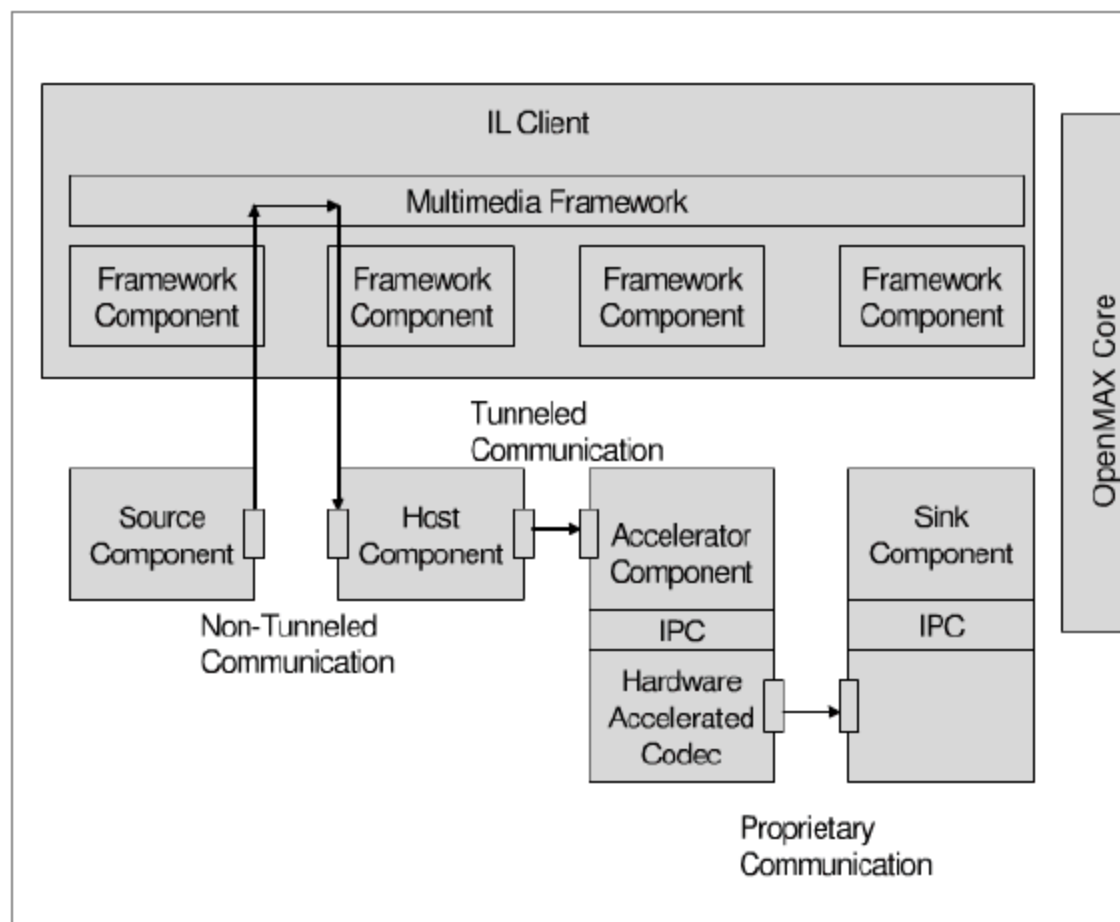 IL Client
Multimedia Framework
Framework
Component
Framework
Component
Framework
Component
Framework
Component
OpenMAX Core
Tunneled
Communication
Source
Component
Host
Component
Accelerator
Component
Sink
Component
Non-Tunneled
Communication
IPC
IPC
Hardware
Accelerated
Codec
Proprietary
Communication